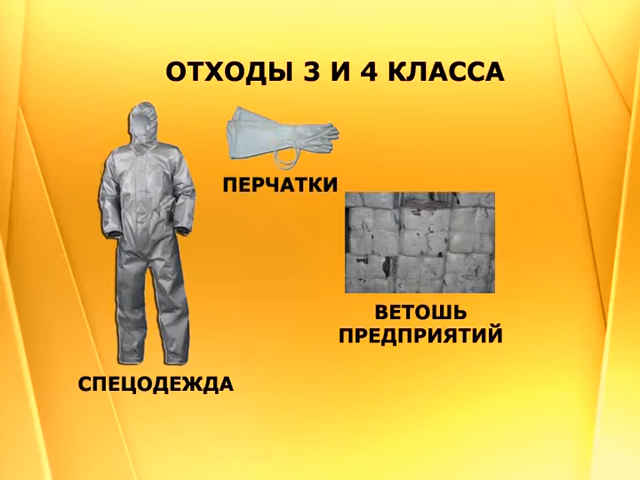 ОТХОДЫ 3 И 4 КЛАССА
ПЕРЧАТКИ
ВЕТОШЬ
ПРЕДПРИЯТИЙ
СПЕЦОДЕЖДА